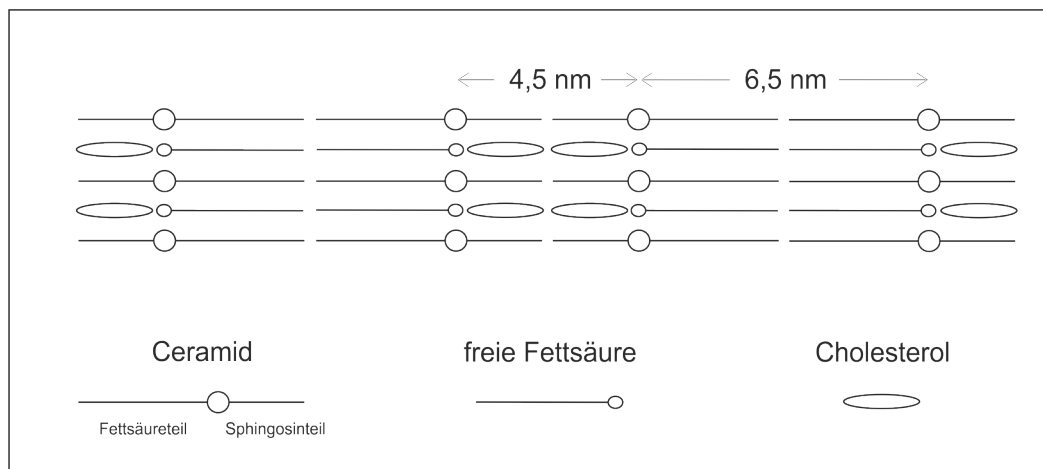 4,5 nm 6,5 nm
Ceramid freie Fettsäure Cholesterol
Fettsäureteil Sphingosinteil